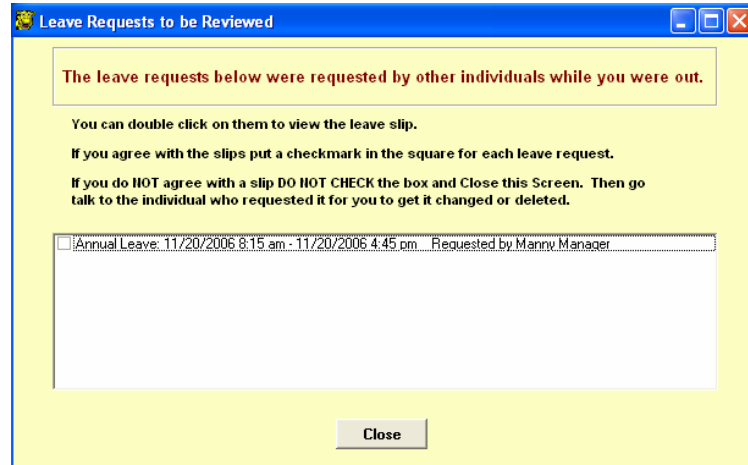 Leave Requests to be Reviewed
The leave requests below were requested by other individuals while you were out.
You can double click on them to view the leave slip.
If you agree with the slips put a checkmark in the square for each leave request.
If you do NOT agree with a slip DO NOT CHECK the box and Close this Screen. Then go
talk to the individual who requested it for you to get it changed or deleted.
Annual Leave: 11/20/2006 8:15 am - 11/20/2006 4:45 pm Requested by Manny Manager
Close